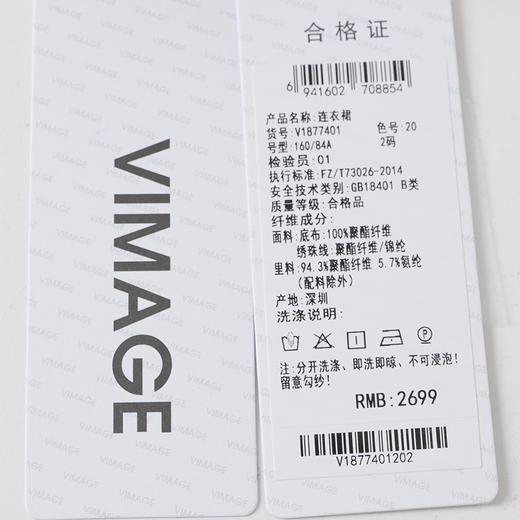 VIMAGE
合格证
6 941602 708854
产品名称:连衣裙
货号:V1877401 色号:20
号型:160/84A 2码
检验员:01
执行标准:FZ/T73026-2014
安全技术类别:GB18401 B类
质量等级:合格品
纤维成分:
面料:底布:100%聚酯纤维
绣珠线:聚酯纤维/锦纶
里料:94.3%聚酯纤维 5.7%氨纶
(配料除外)
产地:深圳
洗涤说明:
注:分开洗涤、即洗即晾、不可浸泡!
留意勾纱!
RMB:2699
V1877401202